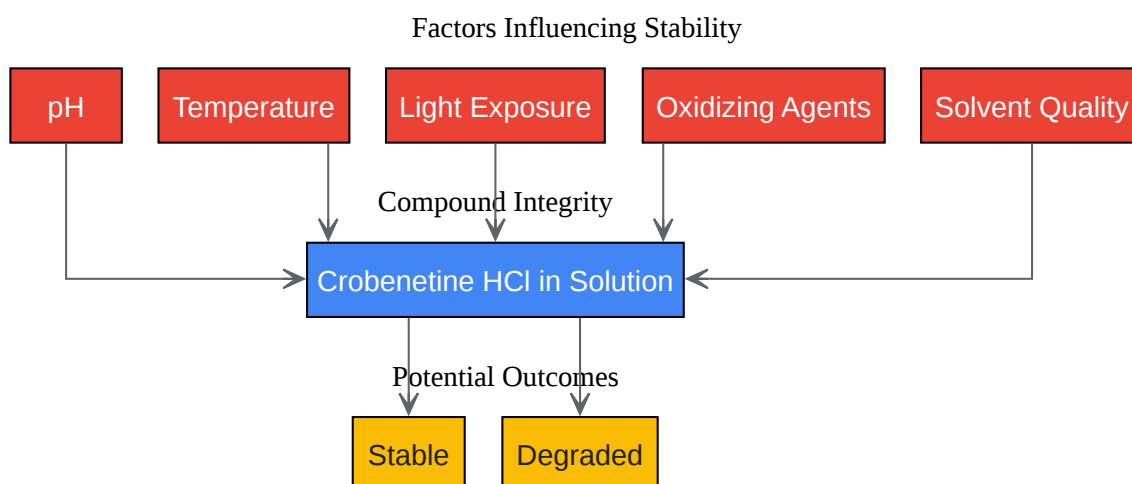 Factors Influencing Stability
pH
Temperature
Light Exposure
Oxidizing Agents
Solvent Quality
Compound Integrity
Crobenetine HCl in Solution
Potential Outcomes
Stable
Degraded